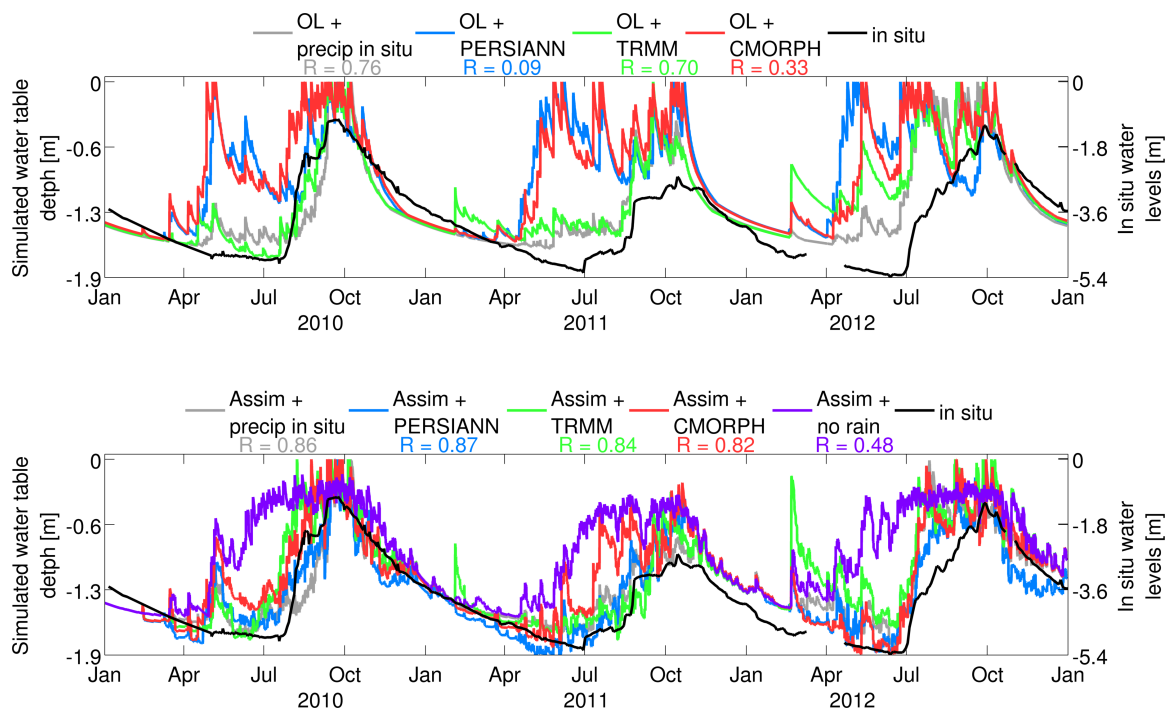 OL + OL + OL + OL +
precip in situ PERSIANN TRMM CMORPH in situ
R = 0.76 R = 0.09 R = 0.70 R = 0.33
Simulated water table
detph [m]
0
-0.6
-1.3
-1.9
0
-1.8
-3.6
-5.4
In situ water
levels [m]
Jan Apr Jul Oct Jan Apr Jul Oct Jan Apr Jul Oct Jan
2010 2011 2012
Assim + Assim + Assim + Assim + Assim +
precip in situ PERSIANN TRMM CMORPH no rain in situ
R = 0.86 R = 0.87 R = 0.84 R = 0.82 R = 0.48
Simulated water table
detph [m]
0
-0.6
-1.3
-1.9
0
-1.8
-3.6
-5.4
In situ water
levels [m]
Jan Apr Jul Oct Jan Apr Jul Oct Jan Apr Jul Oct Jan
2010 2011 2012